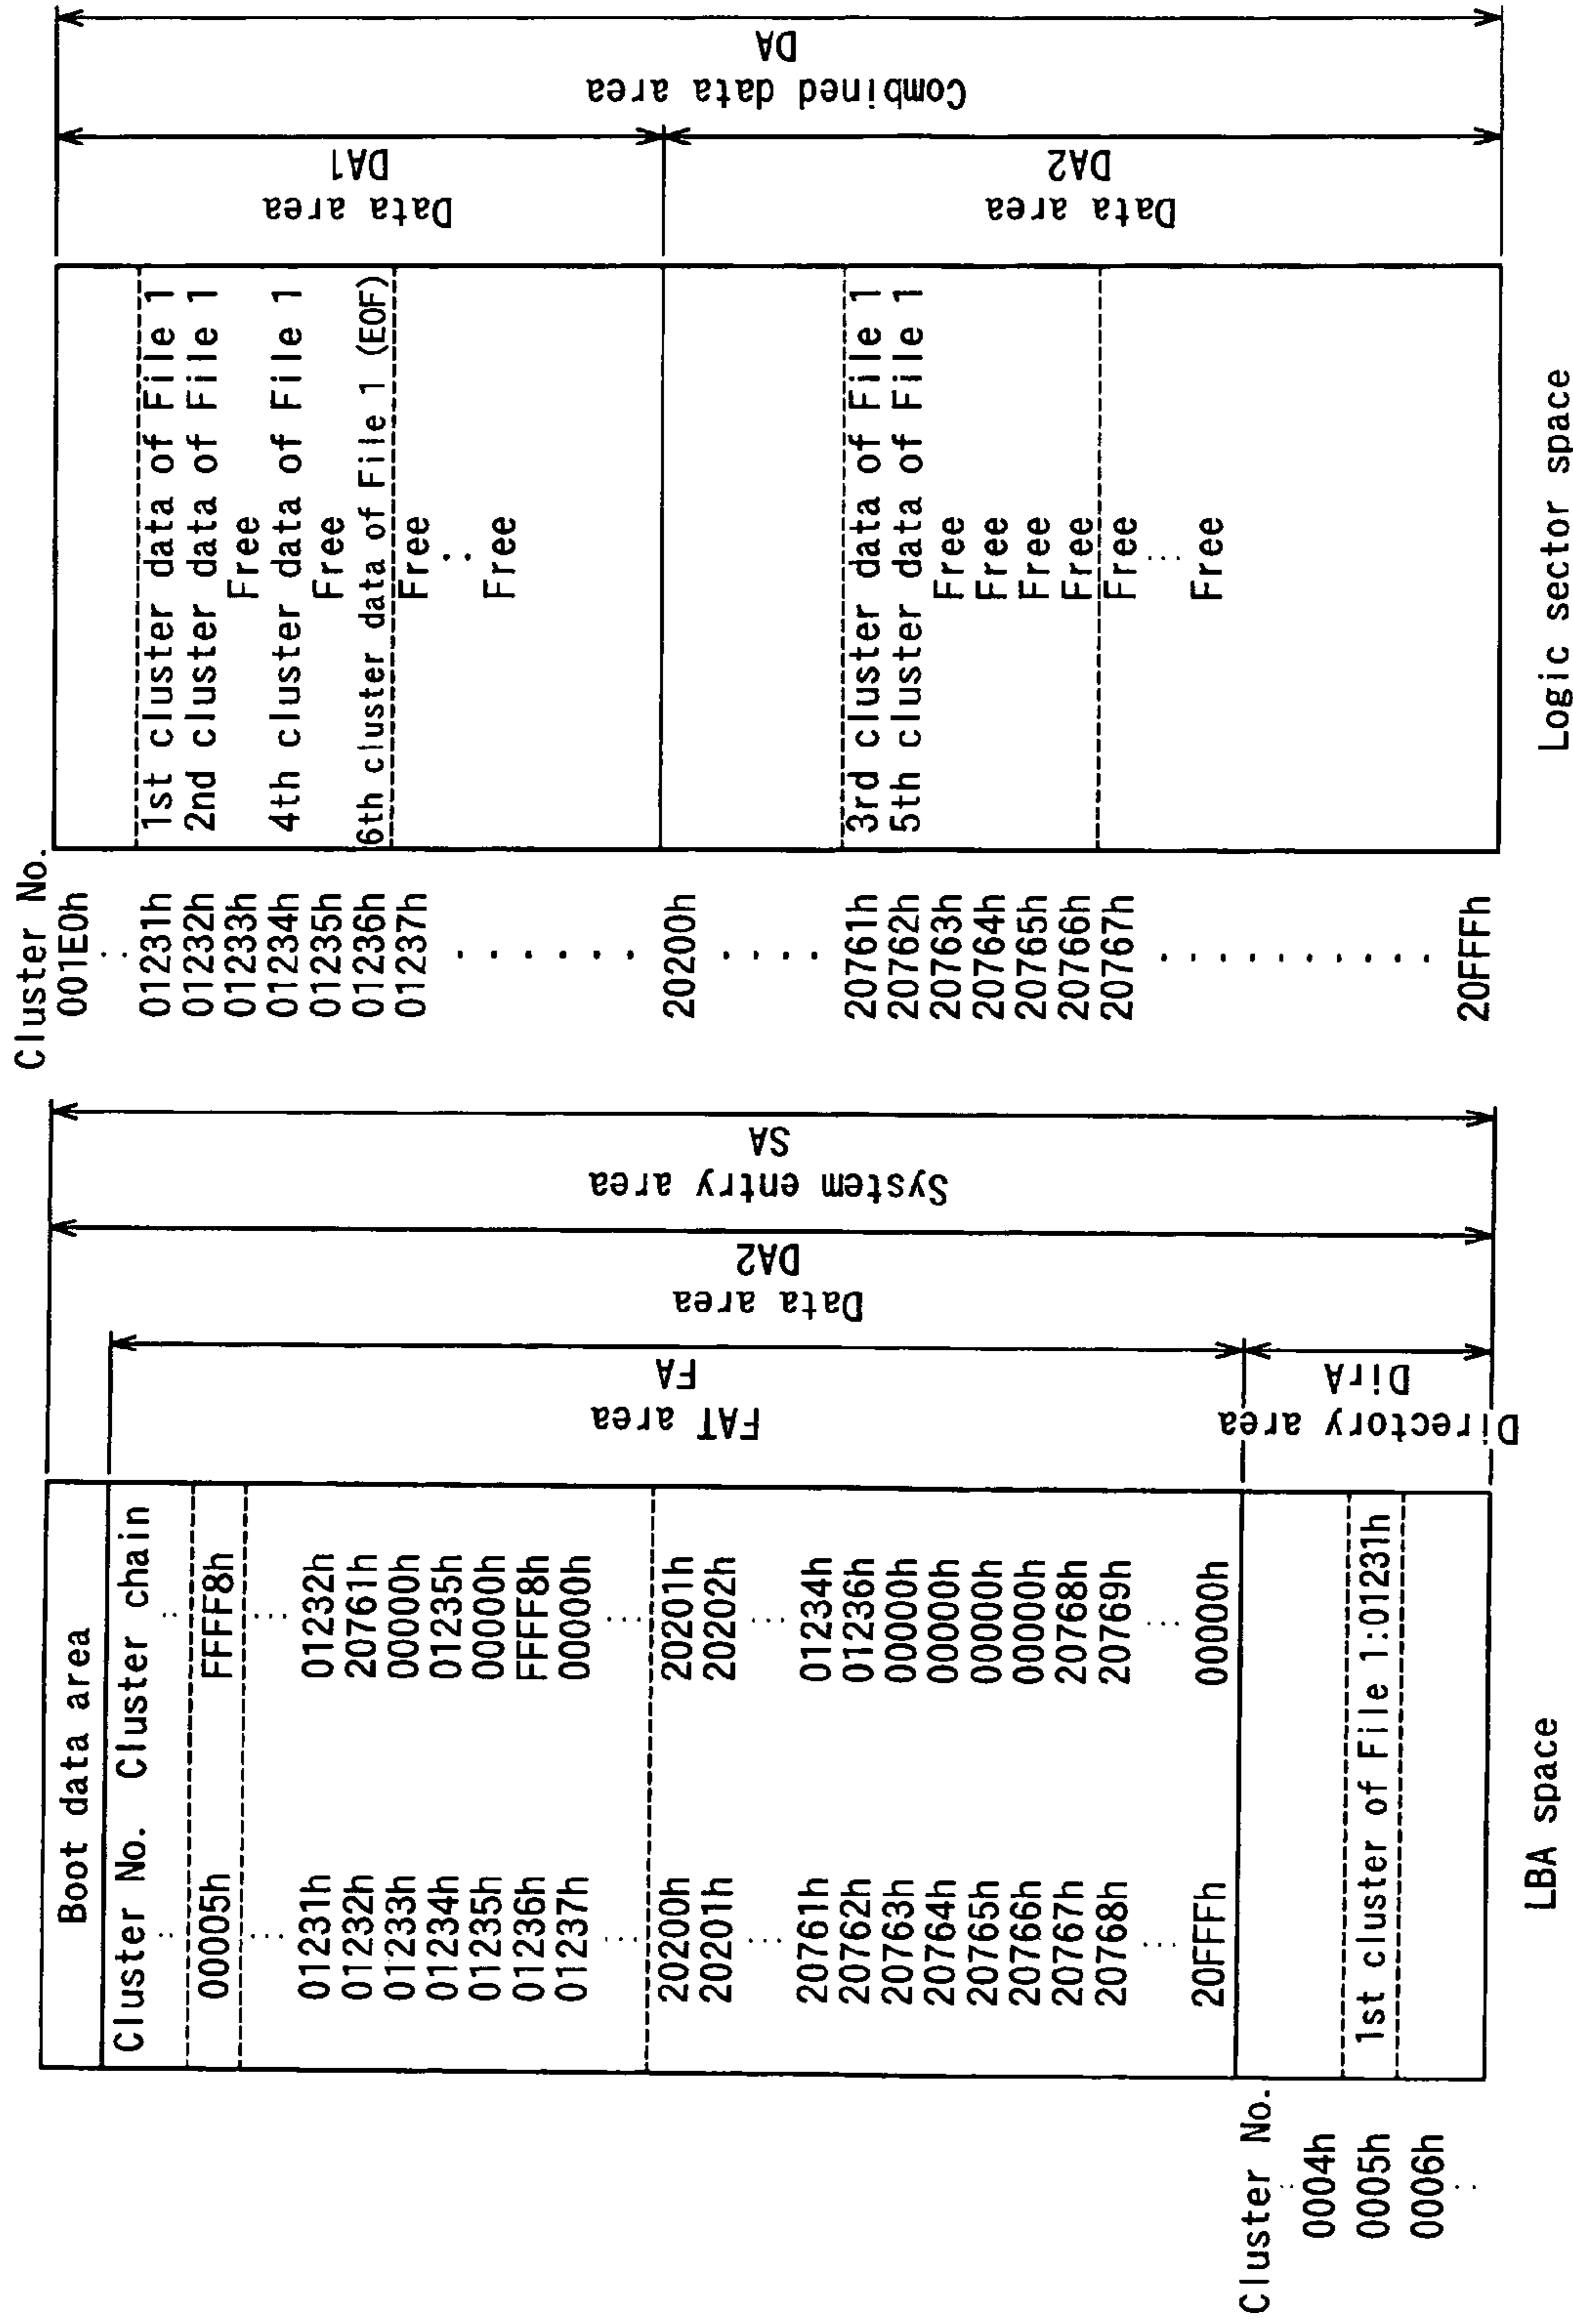 Boot data area
Cluster No. Cluster chain
00005h FFFF8h
01231h 01232h
01232h 20761h
01233h 00000h
01234h 01235h
01235h 00000h
01236h FFFF8h
01237h 00000h
20200h 20201h
20201h 20202h
20761h 01234h
20762h 01236h
20763h 00000h
20764h 00000h
20765h 00000h
20766h 00000h
20767h 20768h
20768h 20769h
20FFFh 00000h
Cluster No.
0004h
0005h 1st cluster of File 1:01231h
0006h
FAT area
FA
Directory area
DirA
Data area
DA2
System entry area
SA
LBA space
Cluster No.
001E0h
01231h 1st cluster data of File 1
01232h 2nd cluster data of File 1
01233h Free
01234h 4th cluster data of File 1
01235h Free
01236h 6th cluster data of File 1 (EOF)
01237h Free
Free
20200h
20761h 3rd cluster data of File 1
20762h 5th cluster data of File 1
20763h Free
20764h Free
20765h Free
20766h Free
20767h Free
Free
20FFFh
Data area
DA1
Data area
DA2
Combined data area
DA
Logic sector space